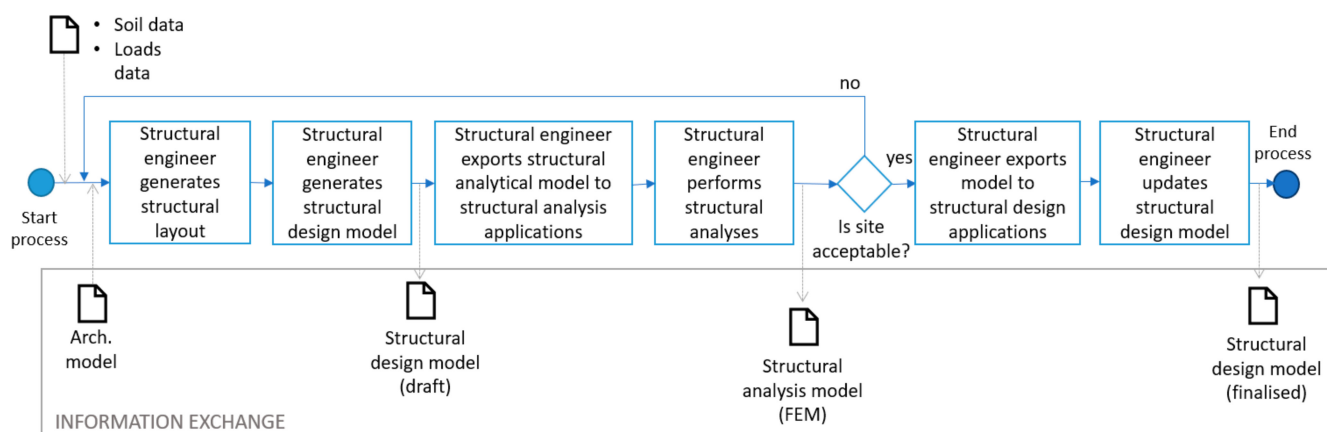 • Soil data
• Loads
data
no
Start
process
Structural
engineer
generates
structural
layout
Structural
engineer
generates
structural
design model
Structural engineer
exports structural
analytical model to
structural analysis
applications
Structural
engineer
performs
structural
analyses
Is site
acceptable?
yes
Structural
engineer exports
model to
structural design
applications
Structural
engineer
updates
structural
design model
End
process
Arch.
model
Structural
design model
(draft)
Structural
analysis model
(FEM)
Structural
design model
(finalised)
INFORMATION EXCHANGE